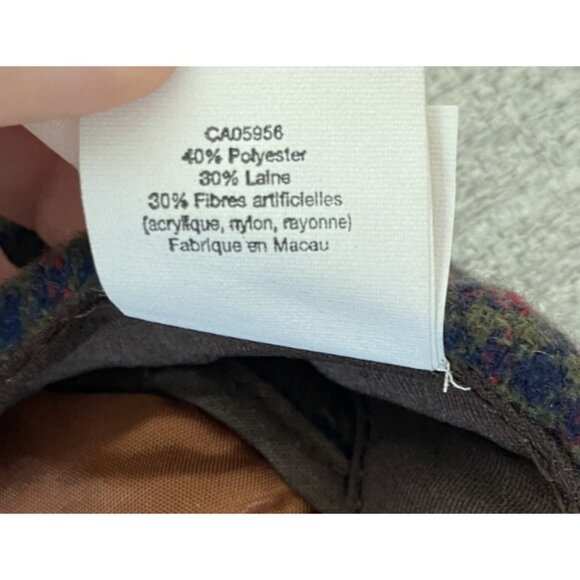 CA05956
40% Polyester
30% Laine
30% Fibres artificielles
(acrylique, nylon, rayonne)
Fabrique en Macau